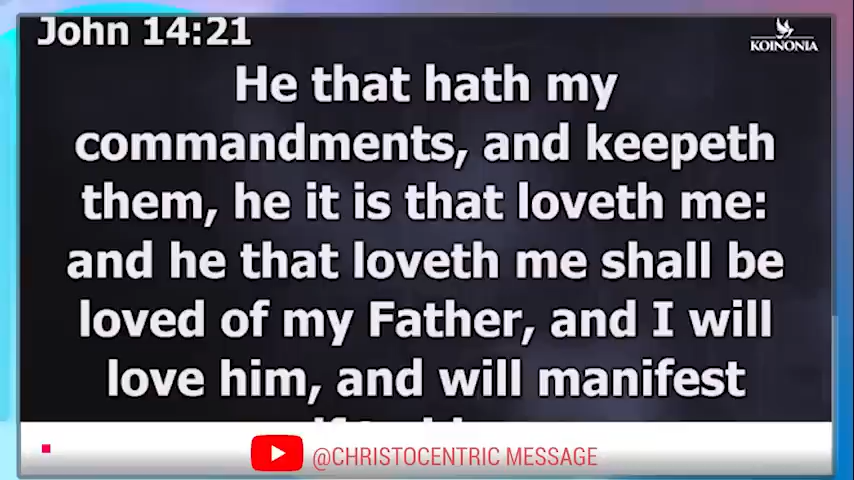 John 14:21
KOINONIA
He that hath my
commandments, and keepeth
them, he it is that loveth me:
and he that loveth me shall be
loved of my Father, and I will
love him, and will manifest
@CHRISTOCENTRIC MESSAGE